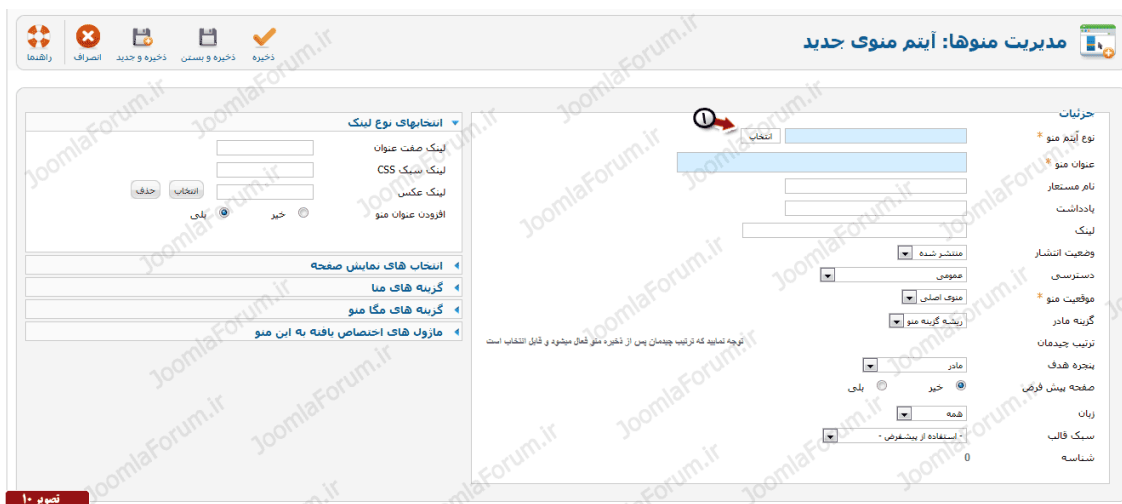 مدیریت منوها: آیتم منوی جدید
ذخیره
ذخیره و بستن
ذخیره و جدید
انصراف
راهنما
جزئیات
نوع آیتم منو *
انتخاب
۱
عنوان منو *
نام مستعار
یادداشت
لینک
وضعیت انتشار
منتشر شده
دسترسی
عمومی
موقعیت منو *
منوی اصلی
گزینه مادر
ریشه گزینه منو
ترتیب چیدمان
توجه نمایید که ترتیب چیدمان پس از ذخیره منو فعال میشود و قابل انتخاب است
پنجره هدف
مادر
صفحه پیش فرض
خیر
بلی
زبان
همه
سبک قالب
- استفاده از پیشفرض -
شناسه
0
انتخابهای نوع لینک
لینک صفت عنوان
لینک سبک CSS
لینک عکس
انتخاب
حذف
افزودن عنوان منو
خیر
بلی
انتخاب های نمایش صفحه
گزینه های متا
گزینه های مگا منو
ماژول های اختصاص یافته به این منو
تصویر ۱۰
JoomlaForum.ir